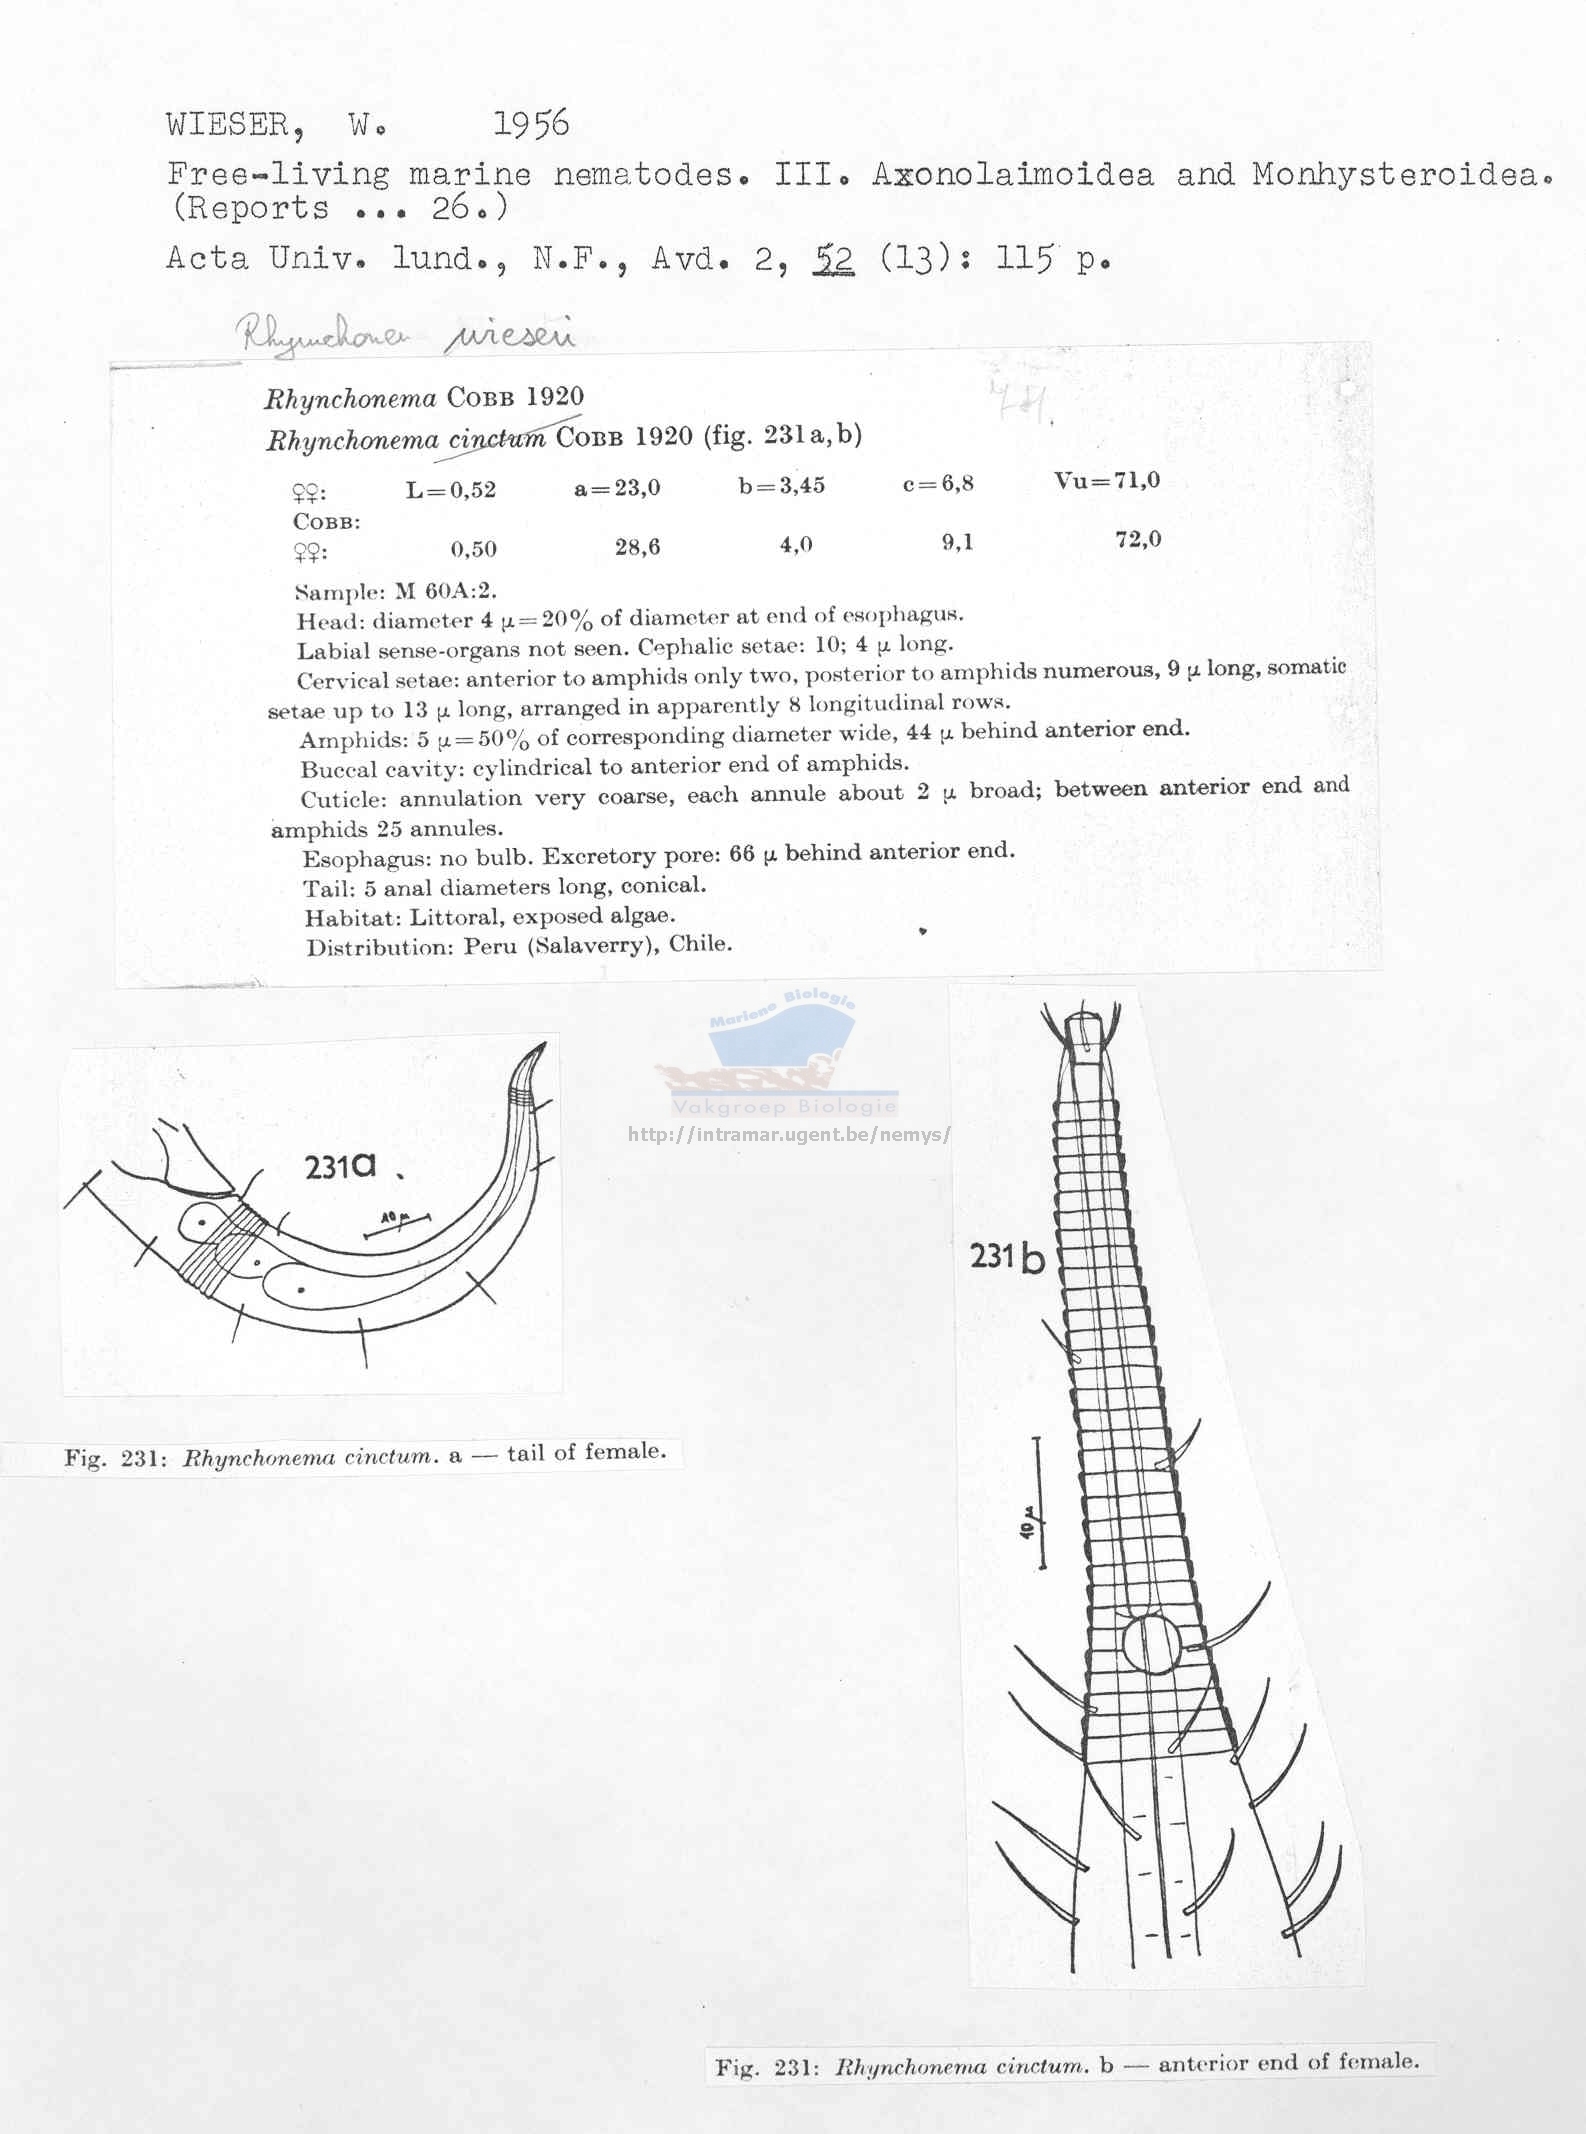 WIESER, W. 1956
Free-living marine nematodes. III. Axonolaimoidea and Monhysteroidea.
(Reports ... 26.)
Acta Univ. lund., N.F., Avd. 2, 52 (13): 115 p.
wieseri
Rhynchonema COBB 1920
Rhynchonema cinctum COBB 1920 (fig. 231a,b)
♀♀: L=0,52 a=23,0 b=3,45 c=6,8 Vu=71,0
COBB:
♀♀: 0,50 28,6 4,0 9,1 72,0
Sample: M 60A:2.
Head: diameter 4 μ=20% of diameter at end of esophagus.
Labial sense-organs not seen. Cephalic setae: 10; 4 μ long.
Cervical setae: anterior to amphids only two, posterior to amphids numerous, 9 μ long, somatic
setae up to 13 μ long, arranged in apparently 8 longitudinal rows.
Amphids: 5 μ=50% of corresponding diameter wide, 44 μ behind anterior end.
Buccal cavity: cylindrical to anterior end of amphids.
Cuticle: annulation very coarse, each annule about 2 μ broad; between anterior end and
amphids 25 annules.
Esophagus: no bulb. Excretory pore: 66 μ behind anterior end.
Tail: 5 anal diameters long, conical.
Habitat: Littoral, exposed algae.
Distribution: Peru (Salaverry), Chile.
Mariene Biologie
Vakgroep Biologie
http://intramar.ugent.be/nemys/
231a.
10 μ
231b
10 μ
Fig. 231: Rhynchonema cinctum. a — tail of female.
Fig. 231: Rhynchonema cinctum. b — anterior end of female.